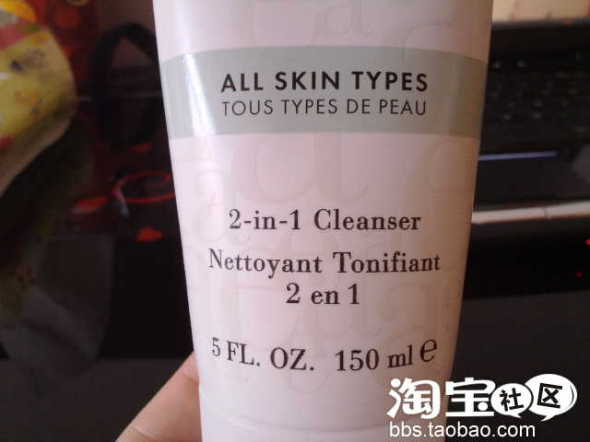 ALL SKIN TYPES
TOUS TYPES DE PEAU
2-in-1 Cleanser
Nettoyant Tonifiant
2 en 1
5 FL. OZ. 150 ml e
淘宝社区
bbs.taobao.com